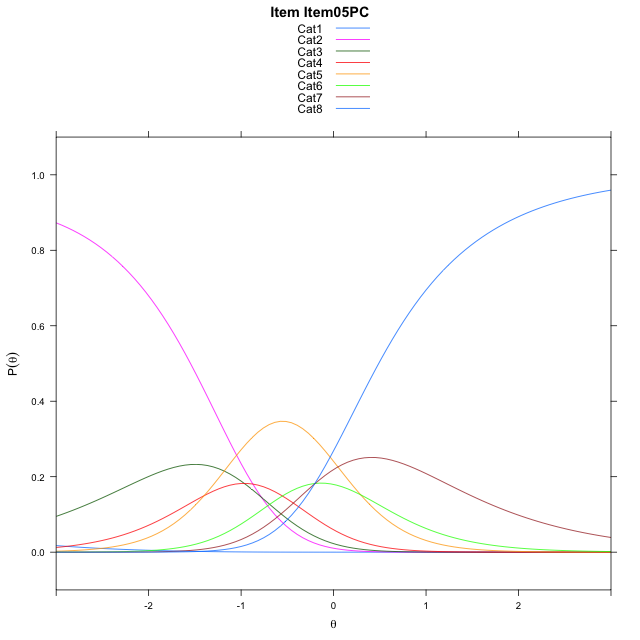 Item Item05PC
Cat1
Cat2
Cat3
Cat4
Cat5
Cat6
Cat7
Cat8
1.0
0.8
0.6
0.4
0.2
0.0
P(θ)
-2 -1 0 1 2
θ